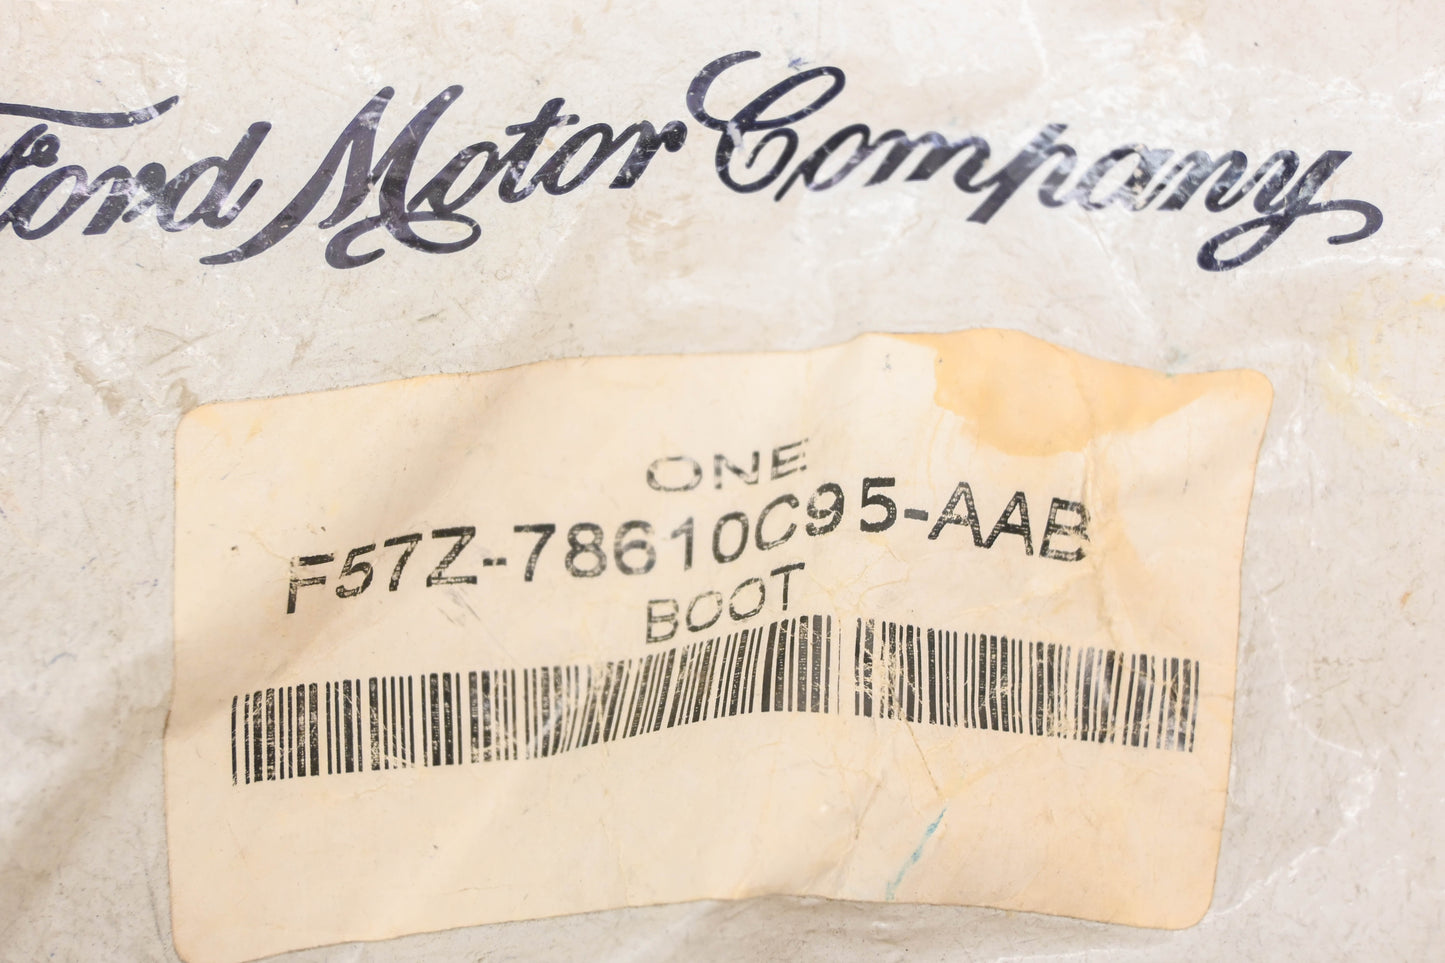 Ford Motor Company
ONE
F57Z-78610C95-AAB
BOOT